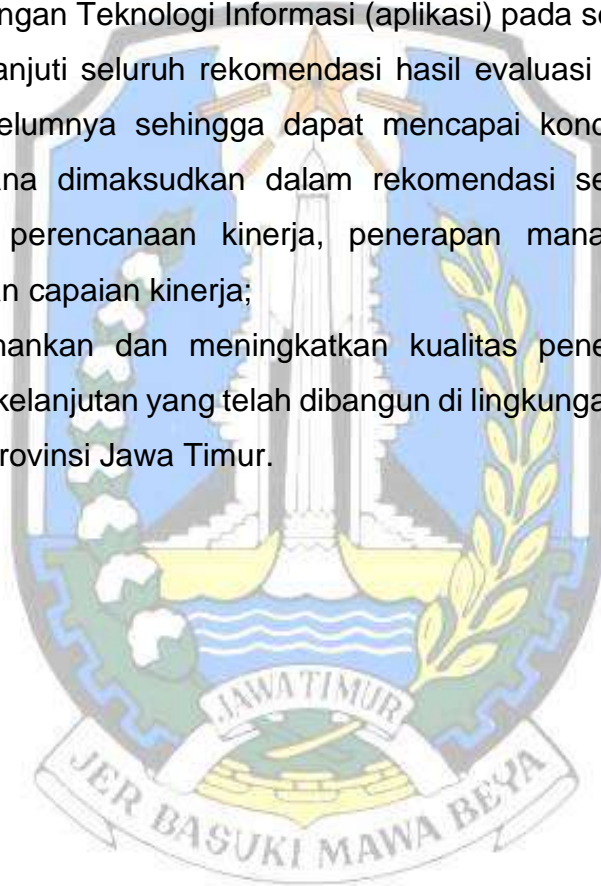 ngan Teknologi Informasi (aplikasi) pada se
anjuti seluruh rekomendasi hasil evaluasi
elumnya sehingga dapat mencapai kond
ana dimaksudkan dalam rekomendasi se
perencanaan kinerja, penerapan mana
n capaian kinerja;
nankan dan meningkatkan kualitas pene
kelanjutan yang telah dibangun di lingkunga
rovinsi Jawa Timur.
JAWA TIMUR
JER BASUKI MAWA BEYA